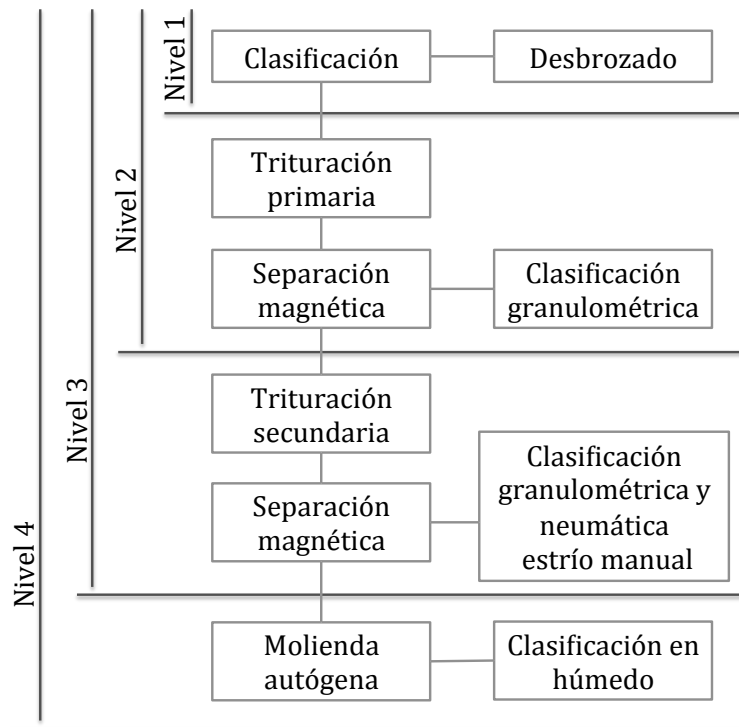 Nivel 1
Clasificación
Desbrozado
Nivel 2
Trituración
primaria
Separación
magnética
Clasificación
granulométrica
Nivel 3
Trituración
secundaria
Separación
magnética
Clasificación
granulométrica y
neumática
estrío manual
Nivel 4
Molienda
autógena
Clasificación en
húmedo